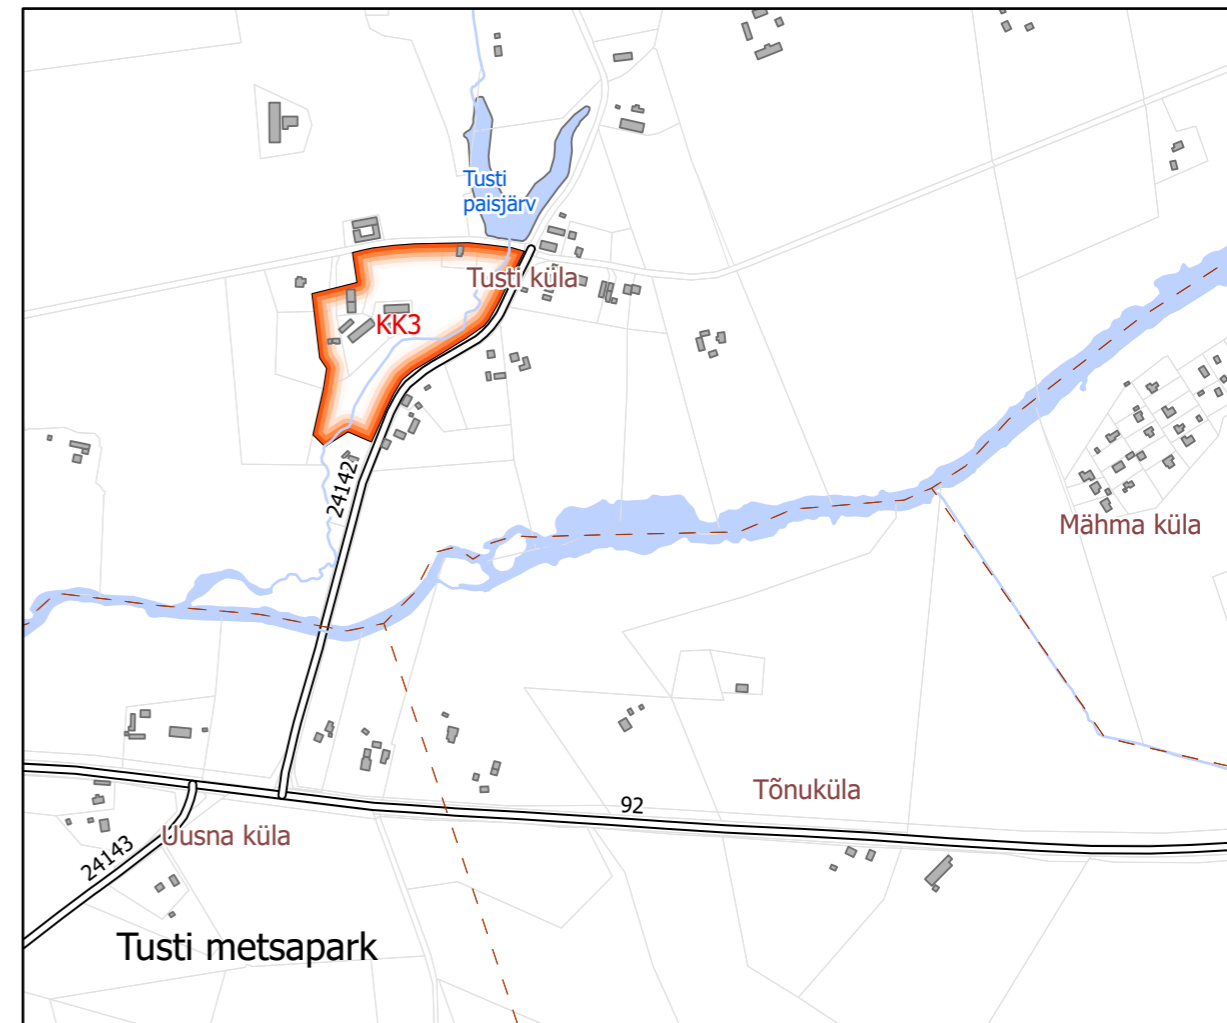 Tusti
paisjärv
Tusti küla
KK3
24142
Mähma küla
Tõnuküla
92
Uusna küla
24143
Tusti metsapark